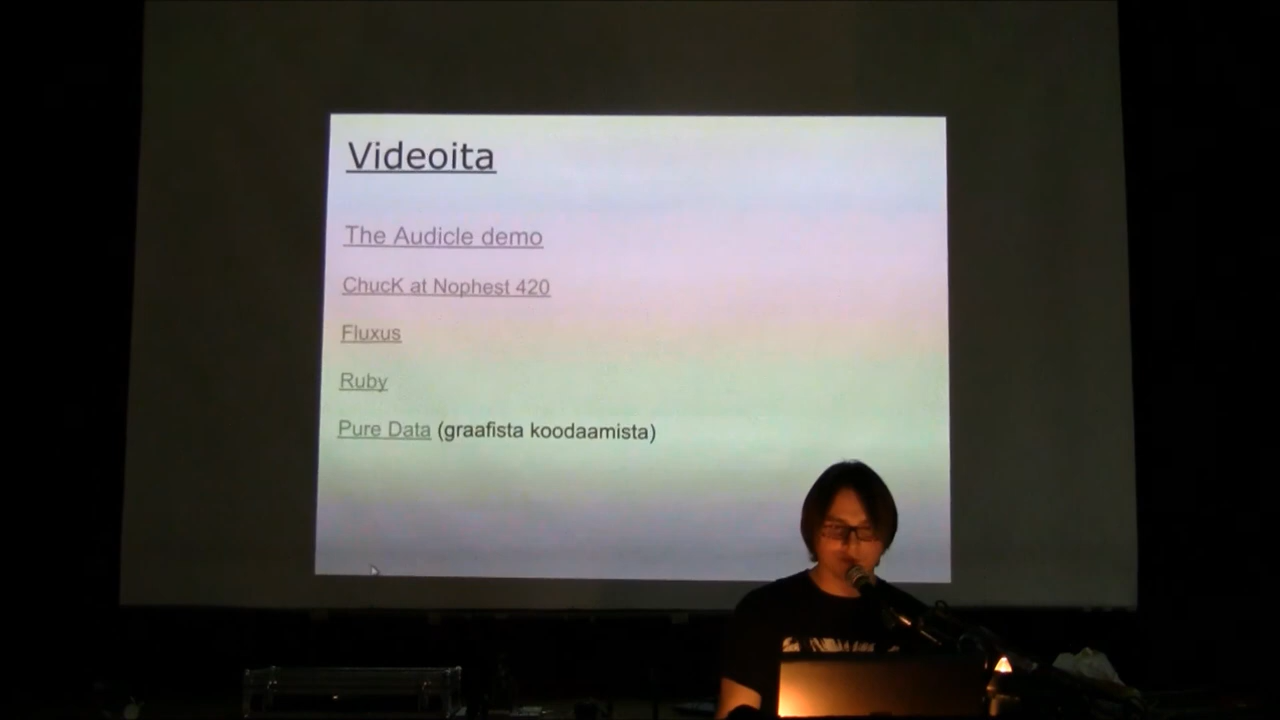 Videoita
The Audicle demo
ChucK at Nophest 420
Fluxus
Ruby
Pure Data (graafista koodaamista)